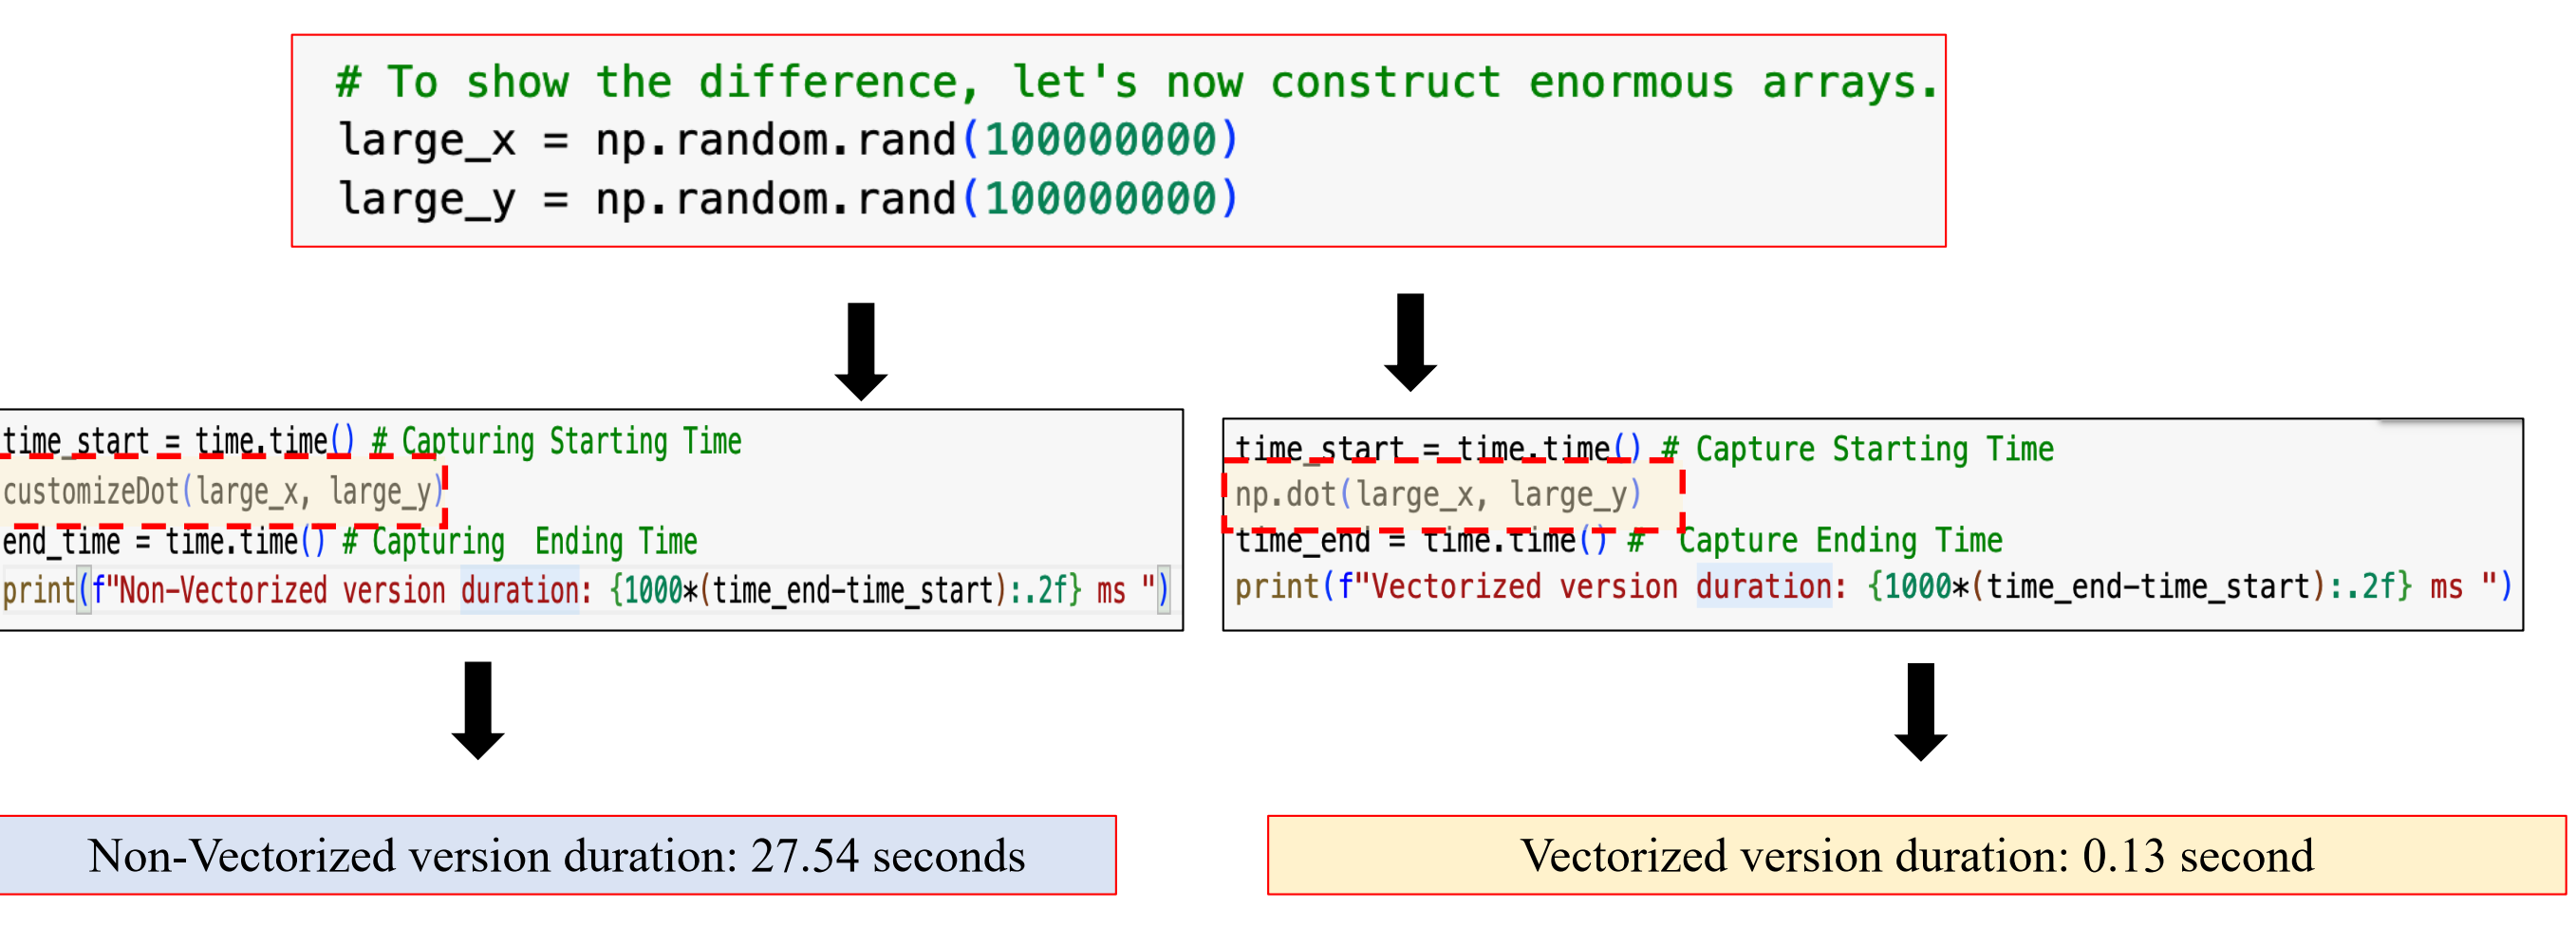 # To show the difference, let's now construct enormous arrays.
large_x = np.random.rand(100000000)
large_y = np.random.rand(100000000)
time_start = time.time() # Capturing Starting Time
customizeDot(large_x, large_y)
end_time = time.time() # Capturing  Ending Time
print(f"Non-Vectorized version duration: {1000*(time_end-time_start):.2f} ms ")
time_start = time.time() # Capture Starting Time
np.dot(large_x, large_y)
time_end = time.time() #  Capture Ending Time
print(f"Vectorized version duration: {1000*(time_end-time_start):.2f} ms ")
Non-Vectorized version duration: 27.54 seconds
Vectorized version duration: 0.13 second